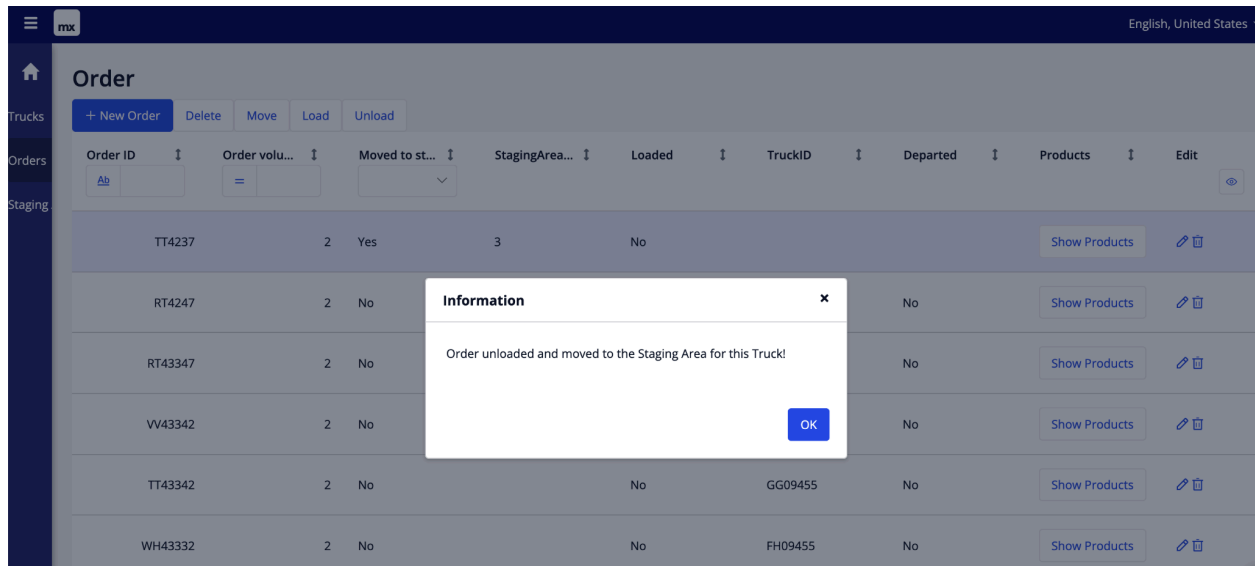 mx
English, United States
Order
Trucks
+ New Order Delete Move Load Unload
Orders
Order ID Order volu... Moved to st... StagingArea... Loaded TruckID Departed Products Edit
Ab =
Staging
TT4237 2 Yes 3 No Show Products
RT4247 2 No No Show Products
RT43347 2 No No Show Products
VV43342 2 No No Show Products
TT43342 2 No No GG09455 No Show Products
WH43332 2 No No FH09455 No Show Products
Information
Order unloaded and moved to the Staging Area for this Truck!
OK